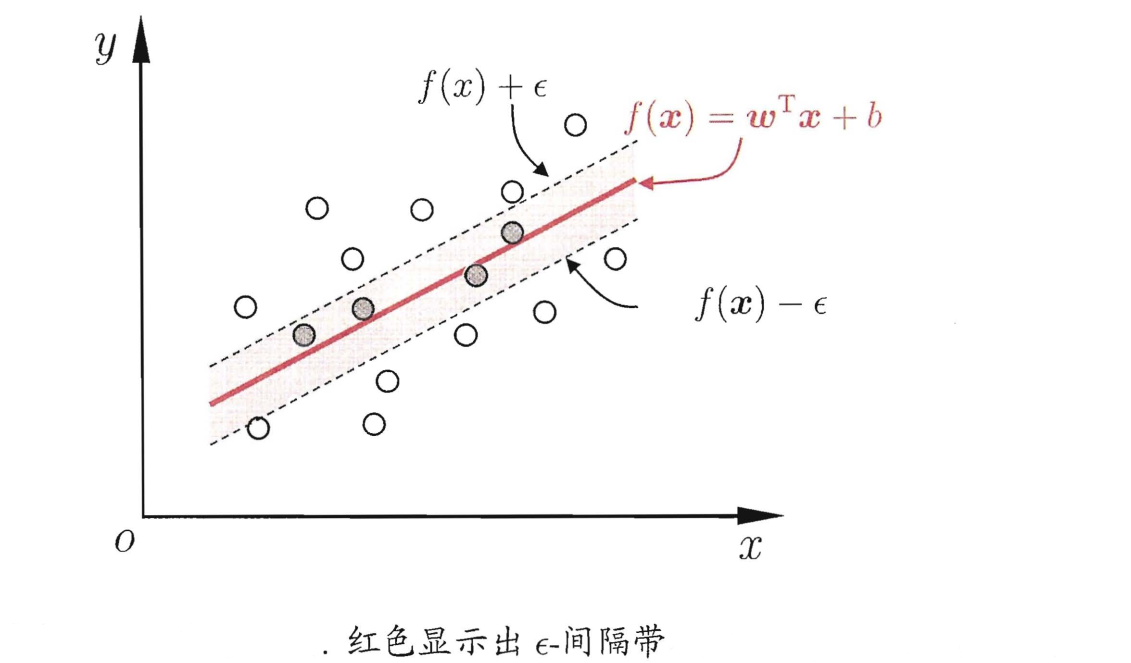 y
f(x) + ϵ
f(x) = wᵀx + b
f(x) − ϵ
O
x
. 红色显示出 ϵ-间隔带